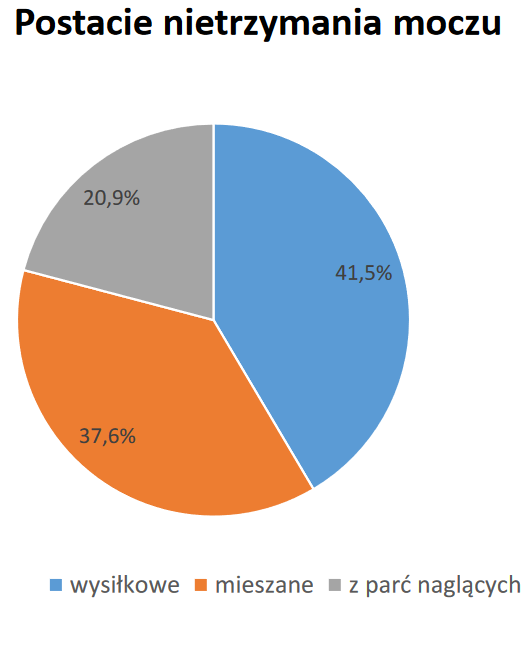 Postacie nietrzymania moczu
20,9%
41,5%
37,6%
wysiłkowe mieszane z parć naglących